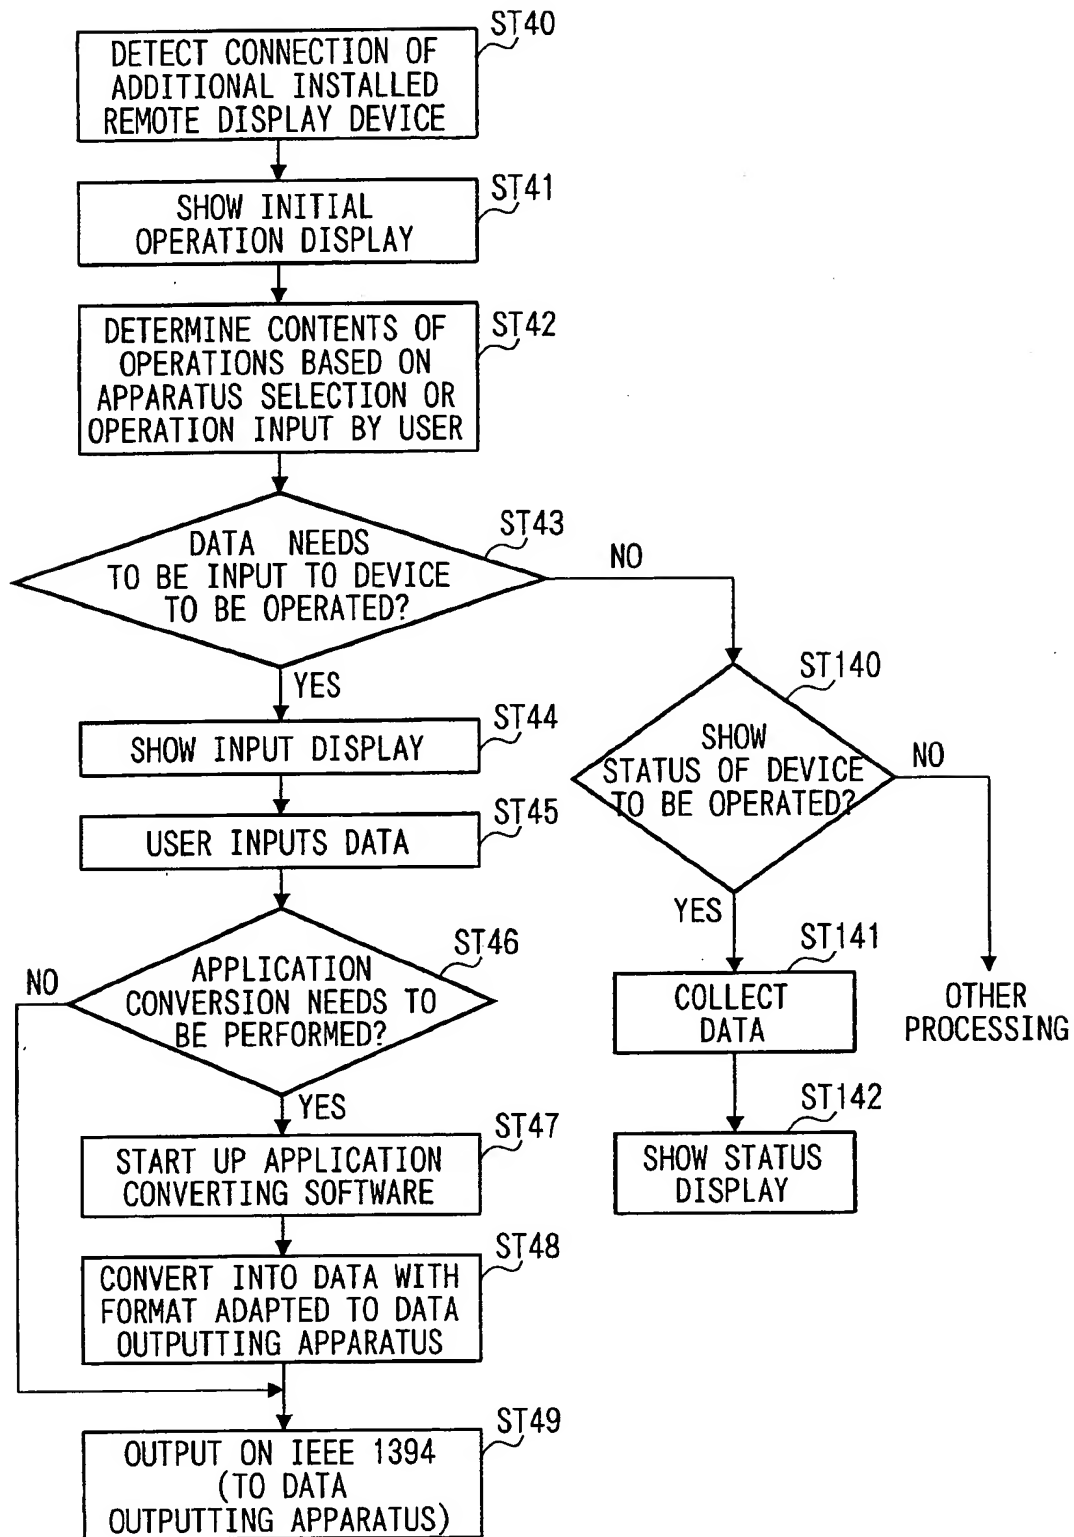 ST40
DETECT CONNECTION OF
ADDITIONAL INSTALLED
REMOTE DISPLAY DEVICE
ST41
SHOW INITIAL
OPERATION DISPLAY
ST42
DETERMINE CONTENTS OF
OPERATIONS BASED ON
APPARATUS SELECTION OR
OPERATION INPUT BY USER
ST43
DATA NEEDS
TO BE INPUT TO DEVICE
TO BE OPERATED?
NO
YES
ST44
SHOW INPUT DISPLAY
ST45
USER INPUTS DATA
ST46
APPLICATION
CONVERSION NEEDS TO
BE PERFORMED?
NO
YES
ST47
START UP APPLICATION
CONVERTING SOFTWARE
ST48
CONVERT INTO DATA WITH
FORMAT ADAPTED TO DATA
OUTPUTTING APPARATUS
ST49
OUTPUT ON IEEE 1394
(TO DATA
OUTPUTTING APPARATUS)
ST140
SHOW
STATUS OF DEVICE
TO BE OPERATED?
NO
YES
ST141
COLLECT
DATA
OTHER
PROCESSING
ST142
SHOW STATUS
DISPLAY